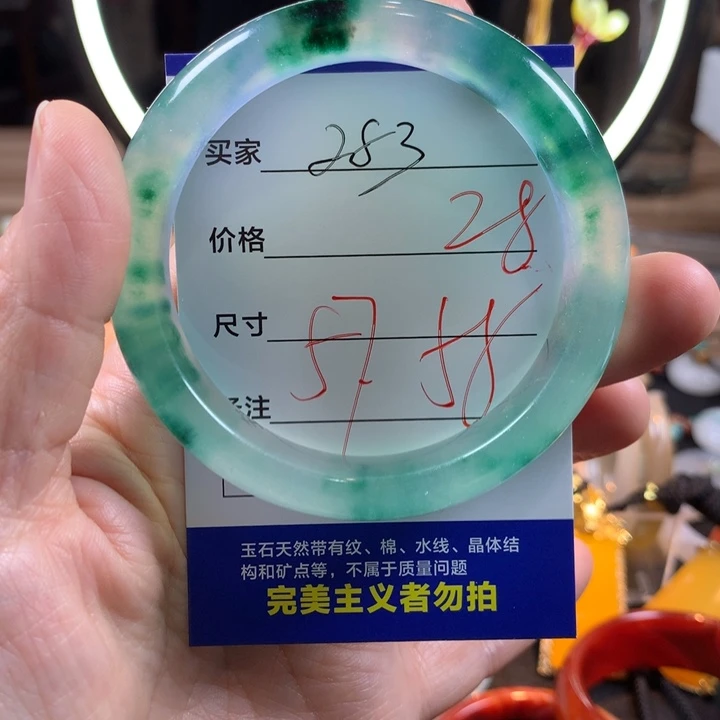 买家 283
价格 28
尺寸 57 58
注
玉石天然带有纹、棉、水线、晶体结
构和矿点等，不属于质量问题
完美主义者勿拍